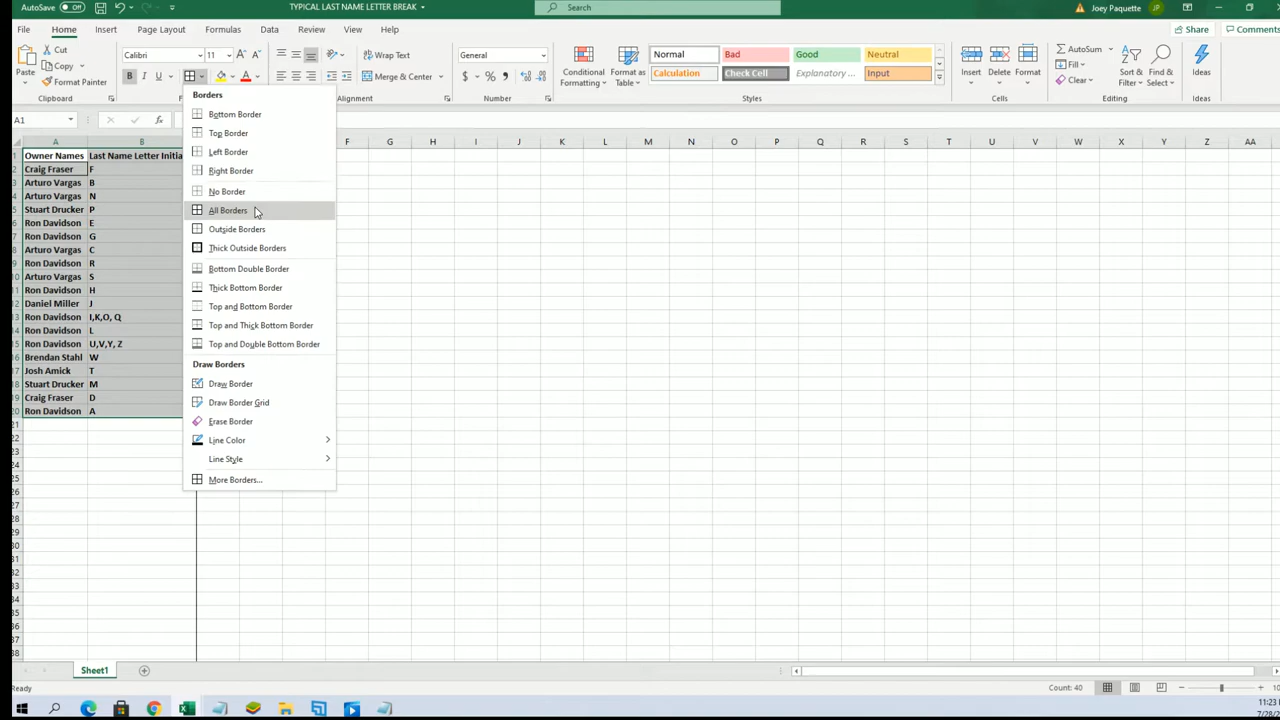 AutoSave Off TYPICAL LAST NAME LETTER BREAK Search Joey Paquette JP
File Home Insert Page Layout Formulas Data Review View Help Share Comments
Paste Cut Copy Format Painter Clipboard
Calibri 11 B I U A A
Wrap Text Merge & Center Alignment
General $ % Number
Conditional Formatting Format as Table
Normal Bad Good Neutral
Calculation Check Cell Explanatory ... Input
Styles
Insert Delete Format Cells
AutoSum Fill Clear Sort & Filter Find & Select Editing
Ideas Ideas
A1 fx
A B F G H I J K L M N O P Q R S T U V W X Y Z AA
Owner Names Last Name Letter Initia
Craig Fraser F
Arturo Vargas B
Arturo Vargas N
Stuart Drucker P
Ron Davidson E
Ron Davidson G
Arturo Vargas C
Ron Davidson R
Arturo Vargas S
Ron Davidson H
Daniel Miller J
Ron Davidson I,K,O, Q
Ron Davidson L
Ron Davidson U,V,Y, Z
Brendan Stahl W
Josh Amick T
Stuart Drucker M
Craig Fraser D
Ron Davidson A
Borders
Bottom Border
Top Border
Left Border
Right Border
No Border
All Borders
Outside Borders
Thick Outside Borders
Bottom Double Border
Thick Bottom Border
Top and Bottom Border
Top and Thick Bottom Border
Top and Double Bottom Border
Draw Borders
Draw Border
Draw Border Grid
Erase Border
Line Color
Line Style
More Borders...
Sheet1
Ready Count: 40
11:23
7/28/